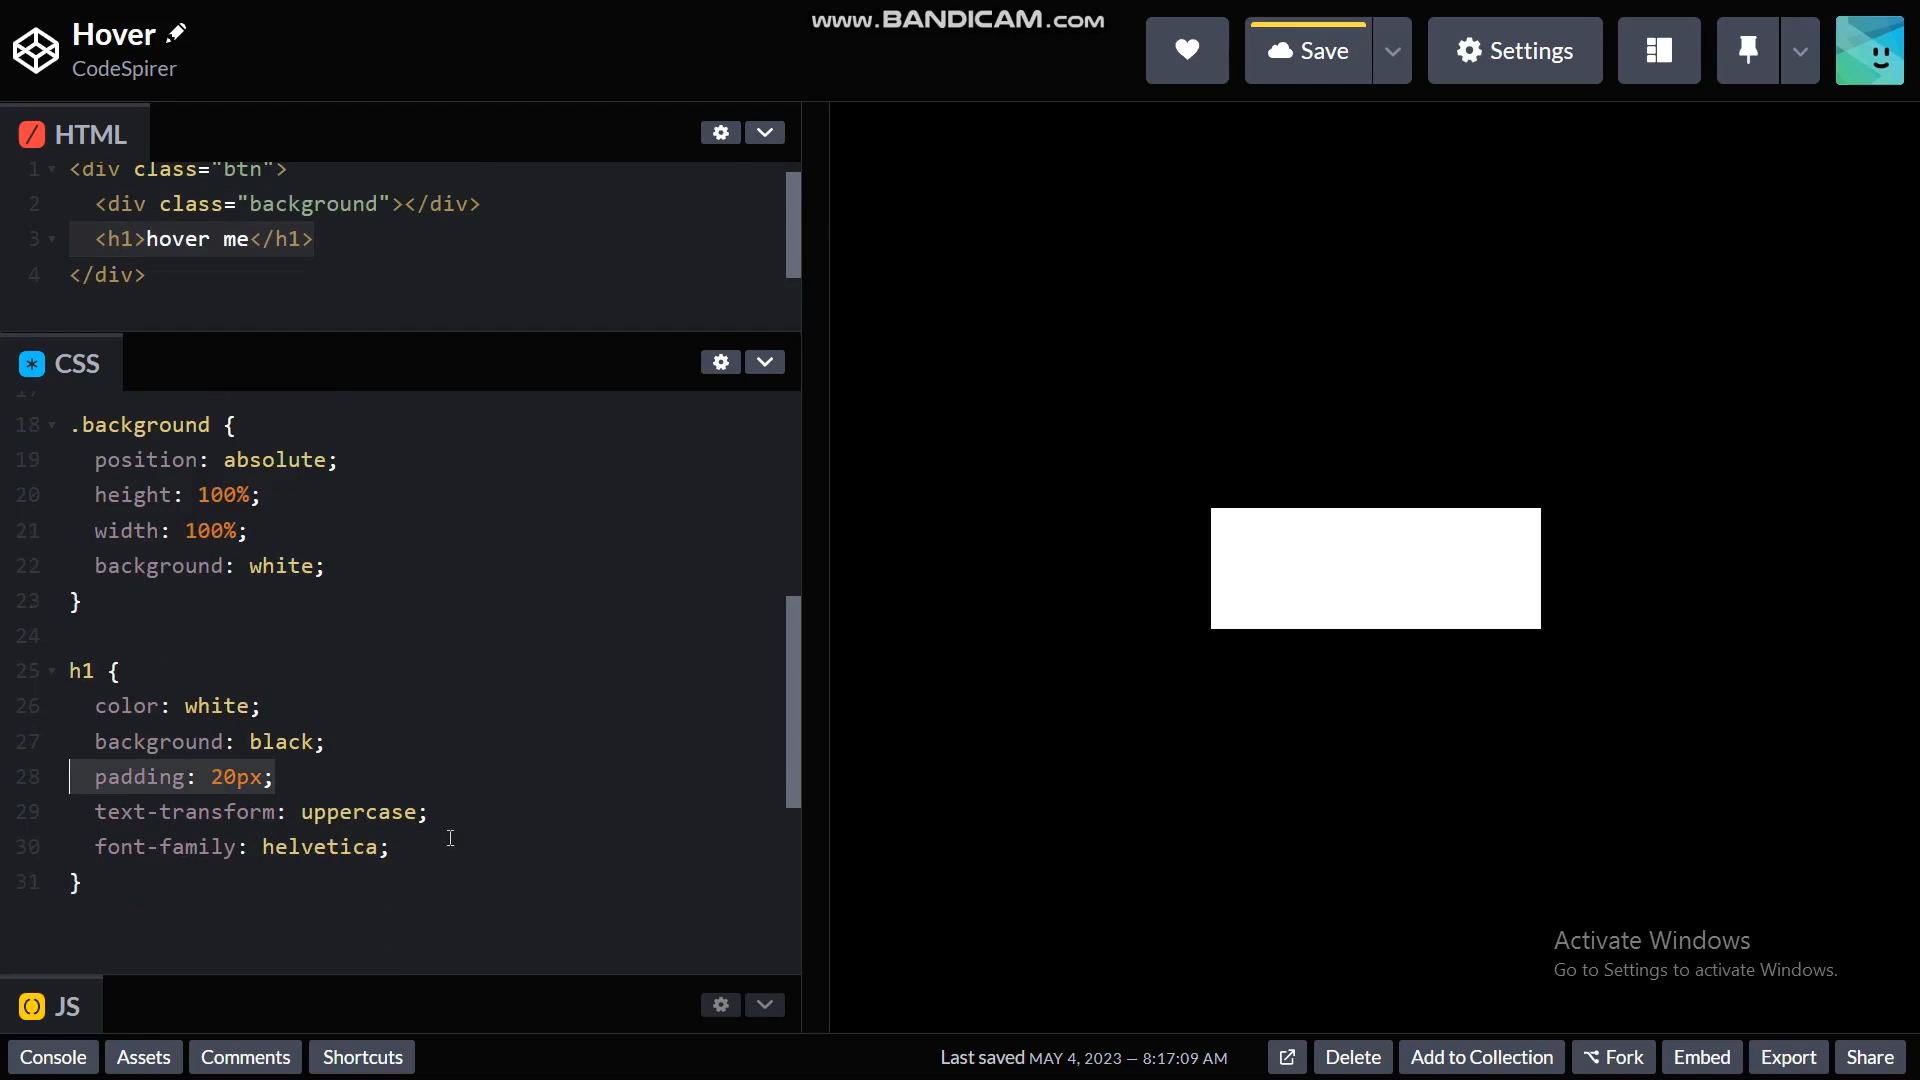 www.BANDICAM.com
Hover
CodeSpirer
Save
Settings
HTML
1 <div class="btn">
2 <div class="background"></div>
3 <h1>hover me</h1>
4 </div>
CSS
17
18 .background {
19 position: absolute;
20 height: 100%;
21 width: 100%;
22 background: white;
23 }
24
25 h1 {
26 color: white;
27 background: black;
28 padding: 20px;
29 text-transform: uppercase;
30 font-family: helvetica;
31 }
Activate Windows
Go to Settings to activate Windows.
JS
Console
Assets
Comments
Shortcuts
Last saved MAY 4, 2023 — 8:17:09 AM
Delete
Add to Collection
Fork
Embed
Export
Share